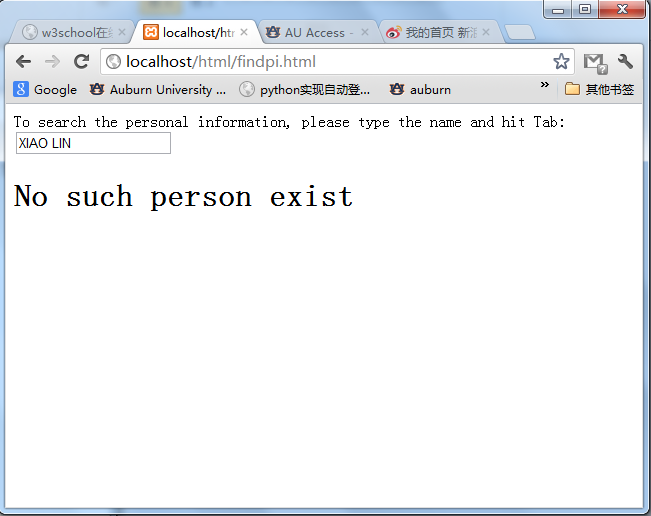 w3school在线 localhost/htm AU Access - 我的首页 新浪
localhost/html/findpi.html
Google Auburn University ... python实现自动登... auburn » 其他书签
To search the personal information, please type the name and hit Tab:
XIAO LIN
No such person exist